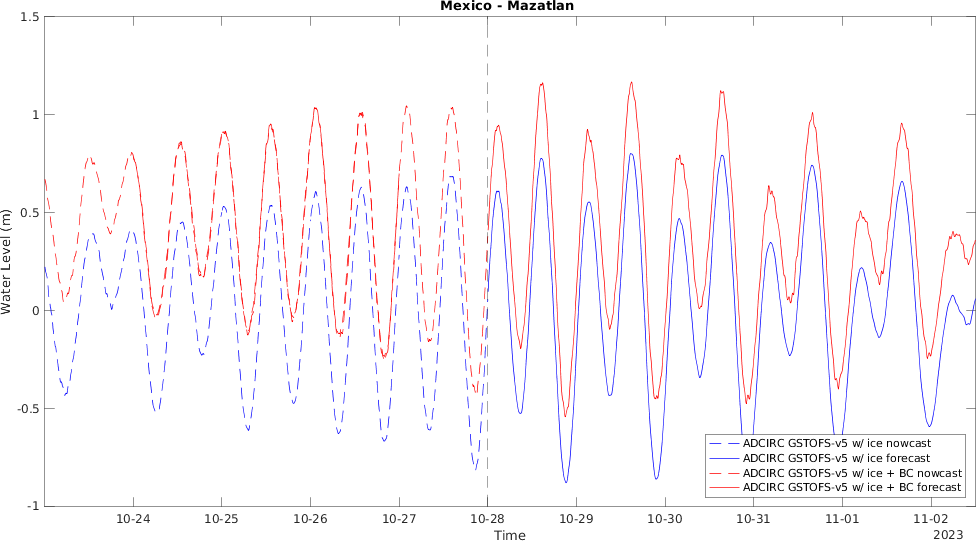 Mexico - Mazatlan
1.5
1
0.5
0
-0.5
-1
Water Level (m)
10-24 10-25 10-26 10-27 10-28 10-29 10-30 10-31 11-01 11-02
Time
2023
ADCIRC GSTOFS-v5 w/ ice nowcast
ADCIRC GSTOFS-v5 w/ ice forecast
ADCIRC GSTOFS-v5 w/ ice + BC nowcast
ADCIRC GSTOFS-v5 w/ ice + BC forecast